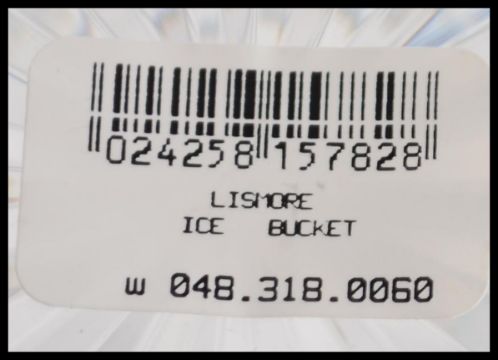 024258 157828
LISMORE
ICE BUCKET
w 048.318.0060